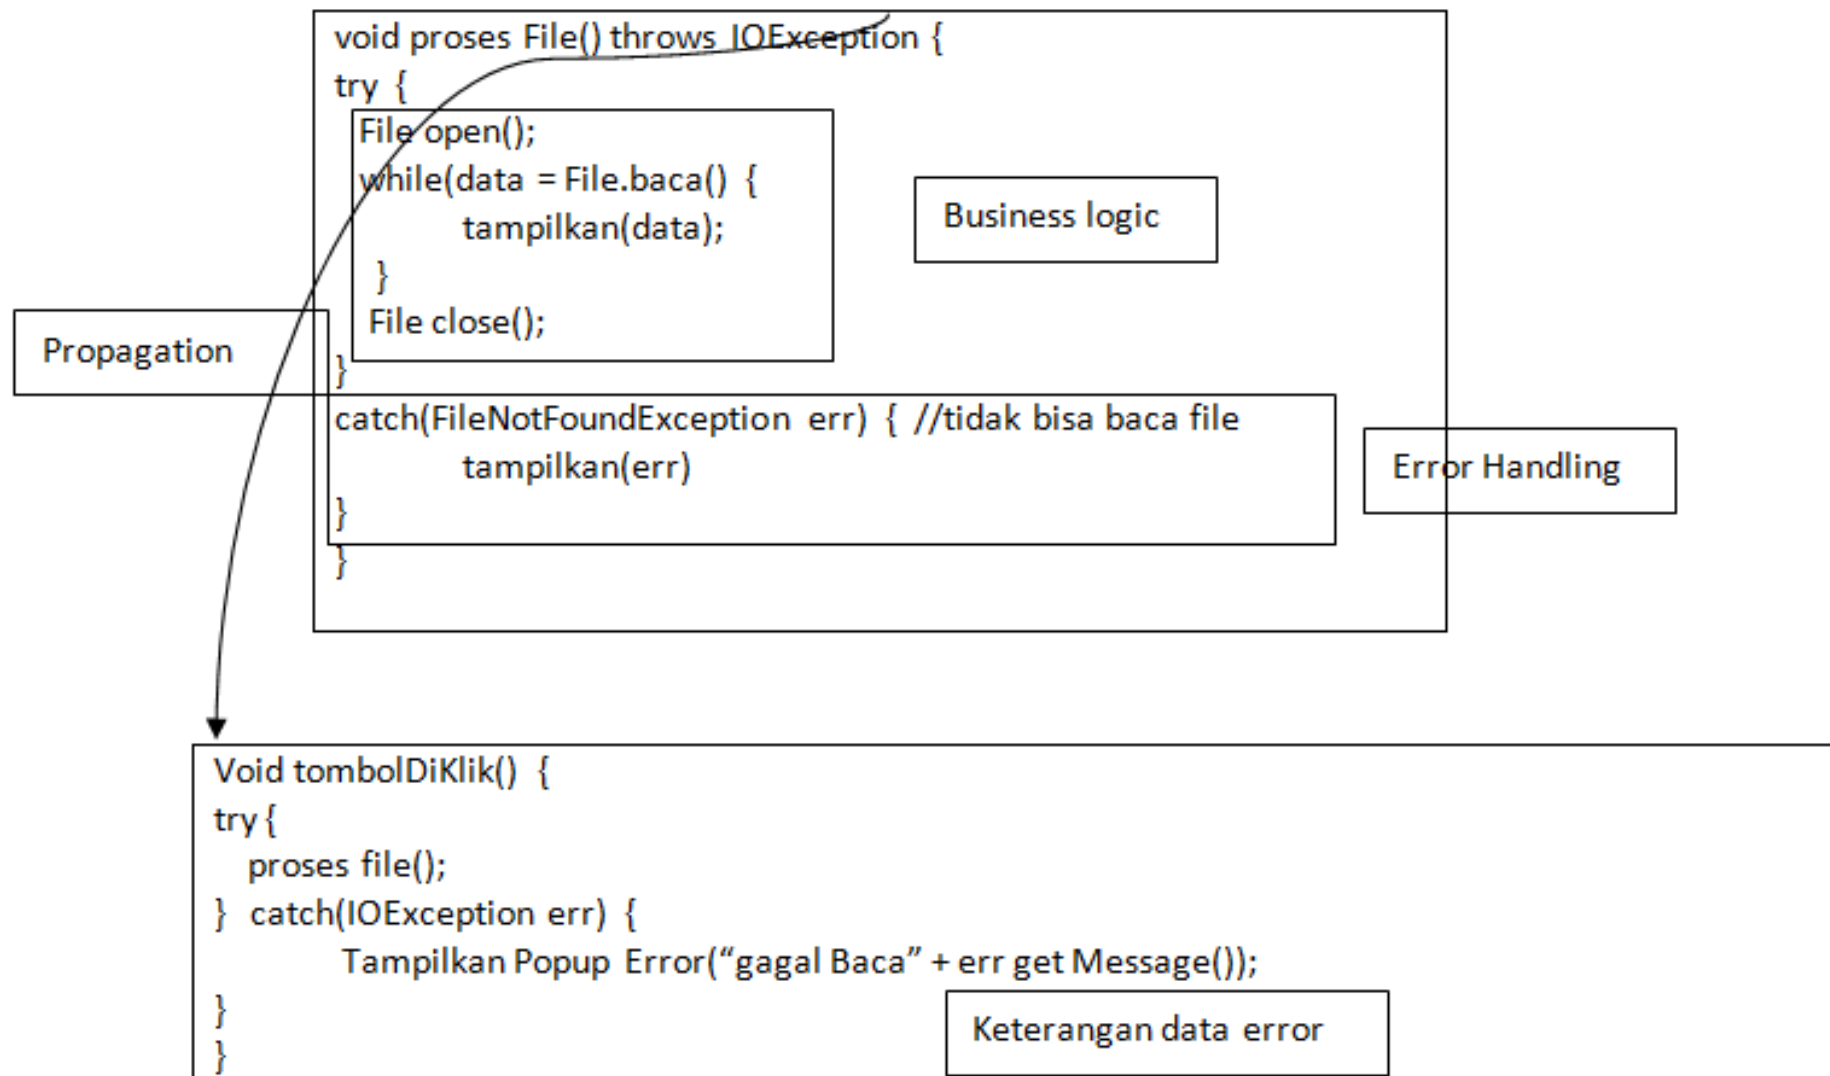 void proses File() throws IOException {
try {
File open();
while(data = File.baca() {
tampilkan(data);
}
File close();
}
Business logic
Propagation
catch(FileNotFoundException err) { //tidak bisa baca file
tampilkan(err)
}
}
Error Handling
Void tombolDiKlik() {
try {
proses file();
} catch(IOException err) {
Tampilkan Popup Error(“gagal Baca” + err get Message());
}
}
Keterangan data error